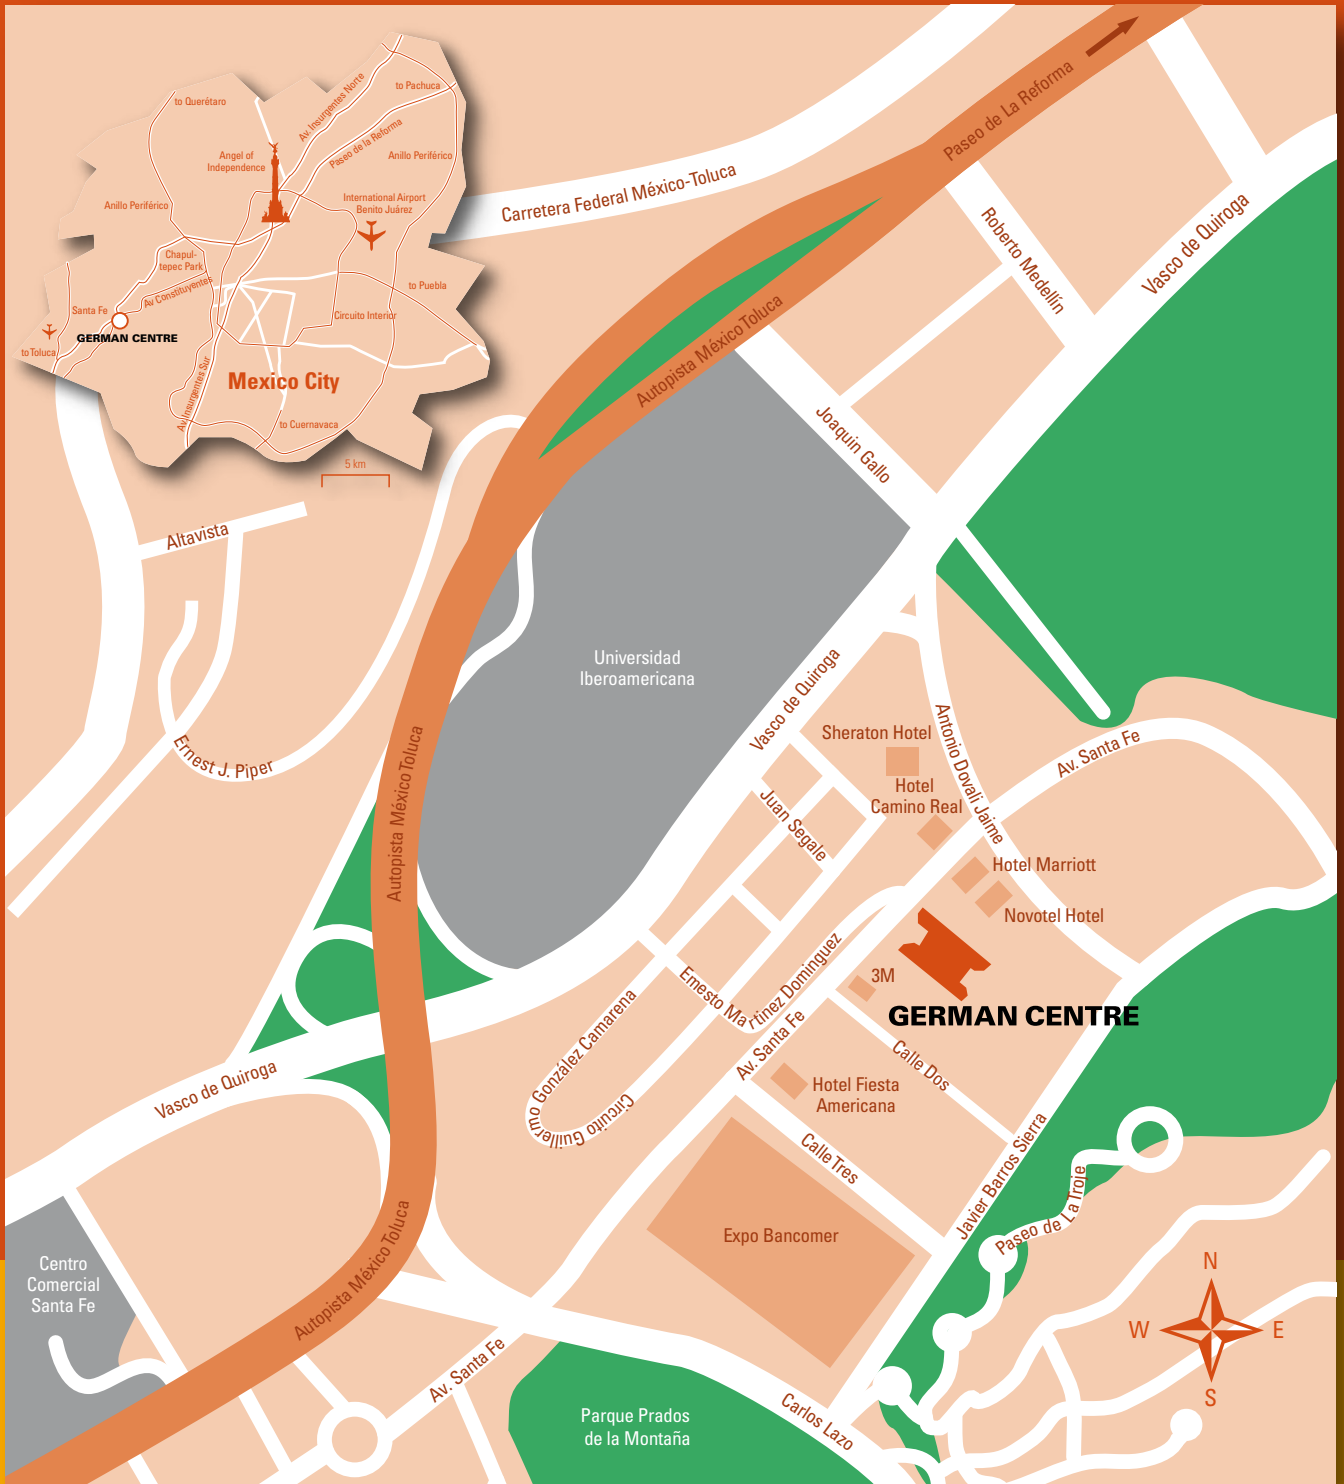 to Querétaro
Av. Insurgentes Norte
to Pachuca
Paseo de la Reforma
Angel of
Independence
Anillo Periférico
International Airport
Benito Juárez
Anillo Periférico
Chapul-
tepec Park
Av Constituyentes
to Puebla
Santa Fe
Circuito Interior
GERMAN CENTRE
to Toluca
Av. Insurgentes Sur
Mexico City
to Cuernavaca
5 km
Paseo de La Reforma
Carretera Federal México-Toluca
Roberto Medellín
Vasco de Quiroga
Autopista México Toluca
Joaquin Gallo
Altavista
Ernest J. Piper
Universidad
Iberoamericana
Vasco de Quiroga
Autopista México Toluca
Sheraton Hotel
Antonio Dovali Jaime
Av. Santa Fe
Hotel
Camino Real
Juan Segale
Hotel Marriott
Novotel Hotel
3M
GERMAN CENTRE
Emesto Martinez Dominguez
Av. Santa Fe
Circuito Guillermo González Camarena
Calle Dos
Vasco de Quiroga
Hotel Fiesta
Americana
Calle Tres
Javier Barros Sierra
Paseo de La Troje
Expo Bancomer
Autopista México Toluca
Centro
Comercial
Santa Fe
Av. Santa Fe
Carlos Lazo
Parque Prados
de la Montaña
N
W
E
S